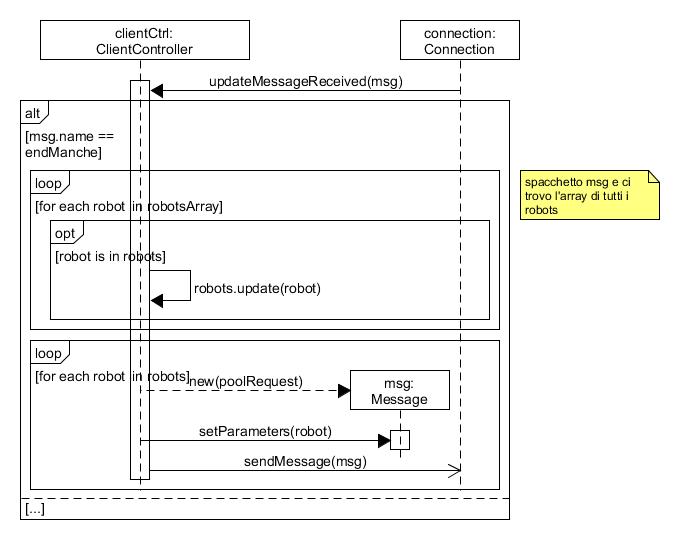 clientCtrl:
ClientController
connection:
Connection
updateMessageReceived(msg)
alt
[msg.name ==
endManche]
loop
[for each robot in robotsArray]
spacchetto msg e ci
trovo l'array di tutti i
robots
opt
[robot is in robots]
robots.update(robot)
loop
[for each robot in robots]
new(poolRequest)
msg:
Message
setParameters(robot)
sendMessage(msg)
[...]